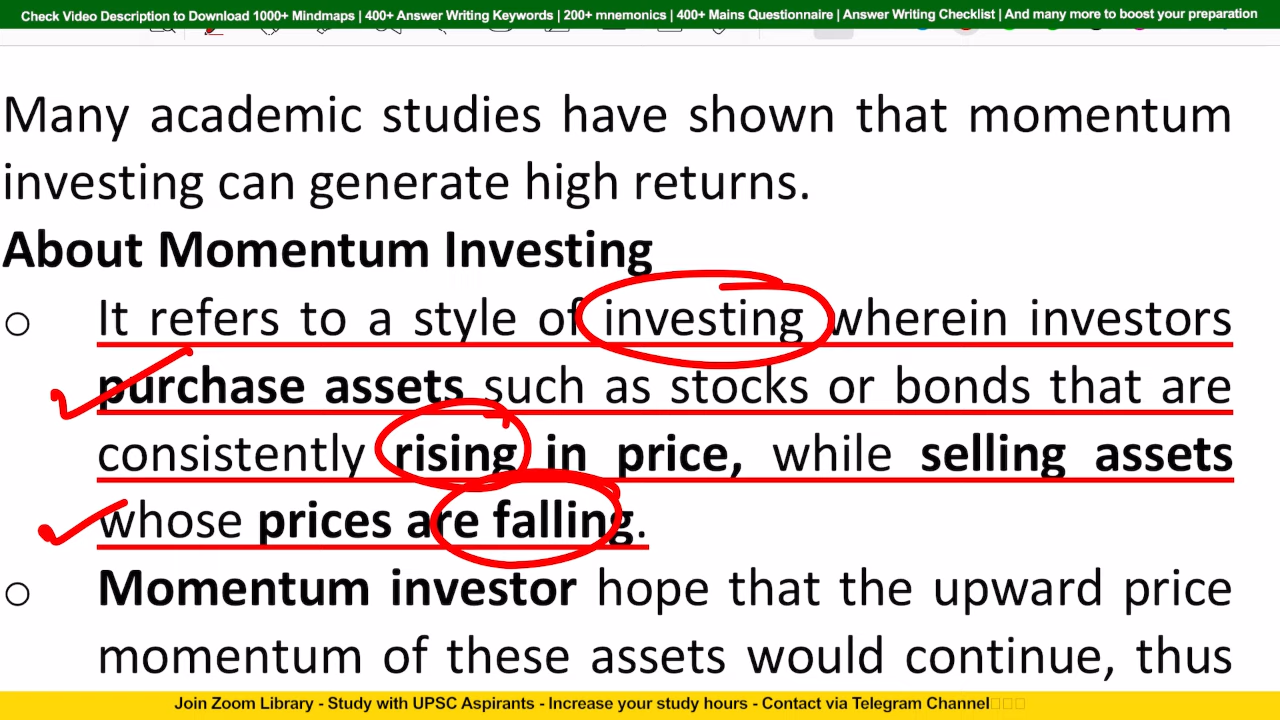 Check Video Description to Download 1000+ Mindmaps | 400+ Answer Writing Keywords | 200+ mnemonics | 400+ Mains Questionnaire | Answer Writing Checklist | And many more to boost your preparation
Many academic studies have shown that momentum
investing can generate high returns.
About Momentum Investing
o It refers to a style of investing wherein investors
purchase assets such as stocks or bonds that are
consistently rising in price, while selling assets
whose prices are falling.
o Momentum investor hope that the upward price
momentum of these assets would continue, thus
Join Zoom Library - Study with UPSC Aspirants - Increase your study hours - Contact via Telegram Channel